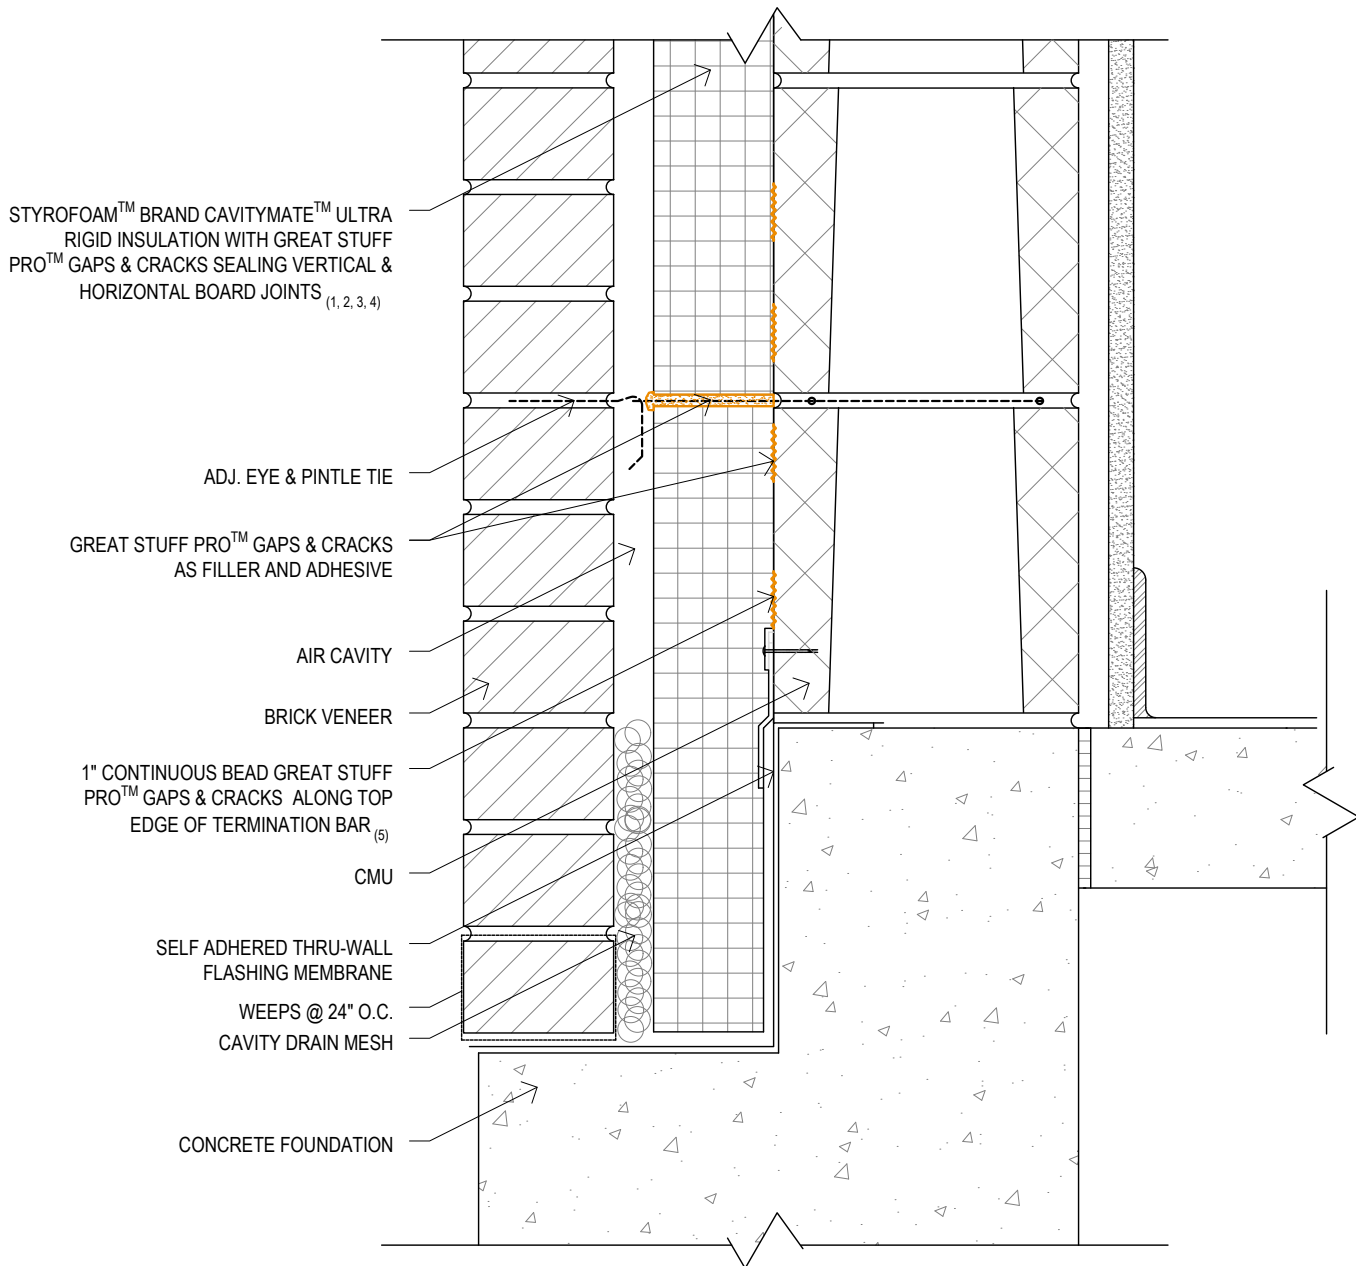 STYROFOAM™ BRAND CAVITYMATE™ ULTRA
RIGID INSULATION WITH GREAT STUFF
PRO™ GAPS & CRACKS SEALING VERTICAL &
HORIZONTAL BOARD JOINTS (1, 2, 3, 4)
ADJ. EYE & PINTLE TIE
GREAT STUFF PRO™ GAPS & CRACKS
AS FILLER AND ADHESIVE
AIR CAVITY
BRICK VENEER
1" CONTINUOUS BEAD GREAT STUFF
PRO™ GAPS & CRACKS ALONG TOP
EDGE OF TERMINATION BAR (5)
CMU
SELF ADHERED THRU-WALL
FLASHING MEMBRANE
WEEPS @ 24" O.C.
CAVITY DRAIN MESH
CONCRETE FOUNDATION